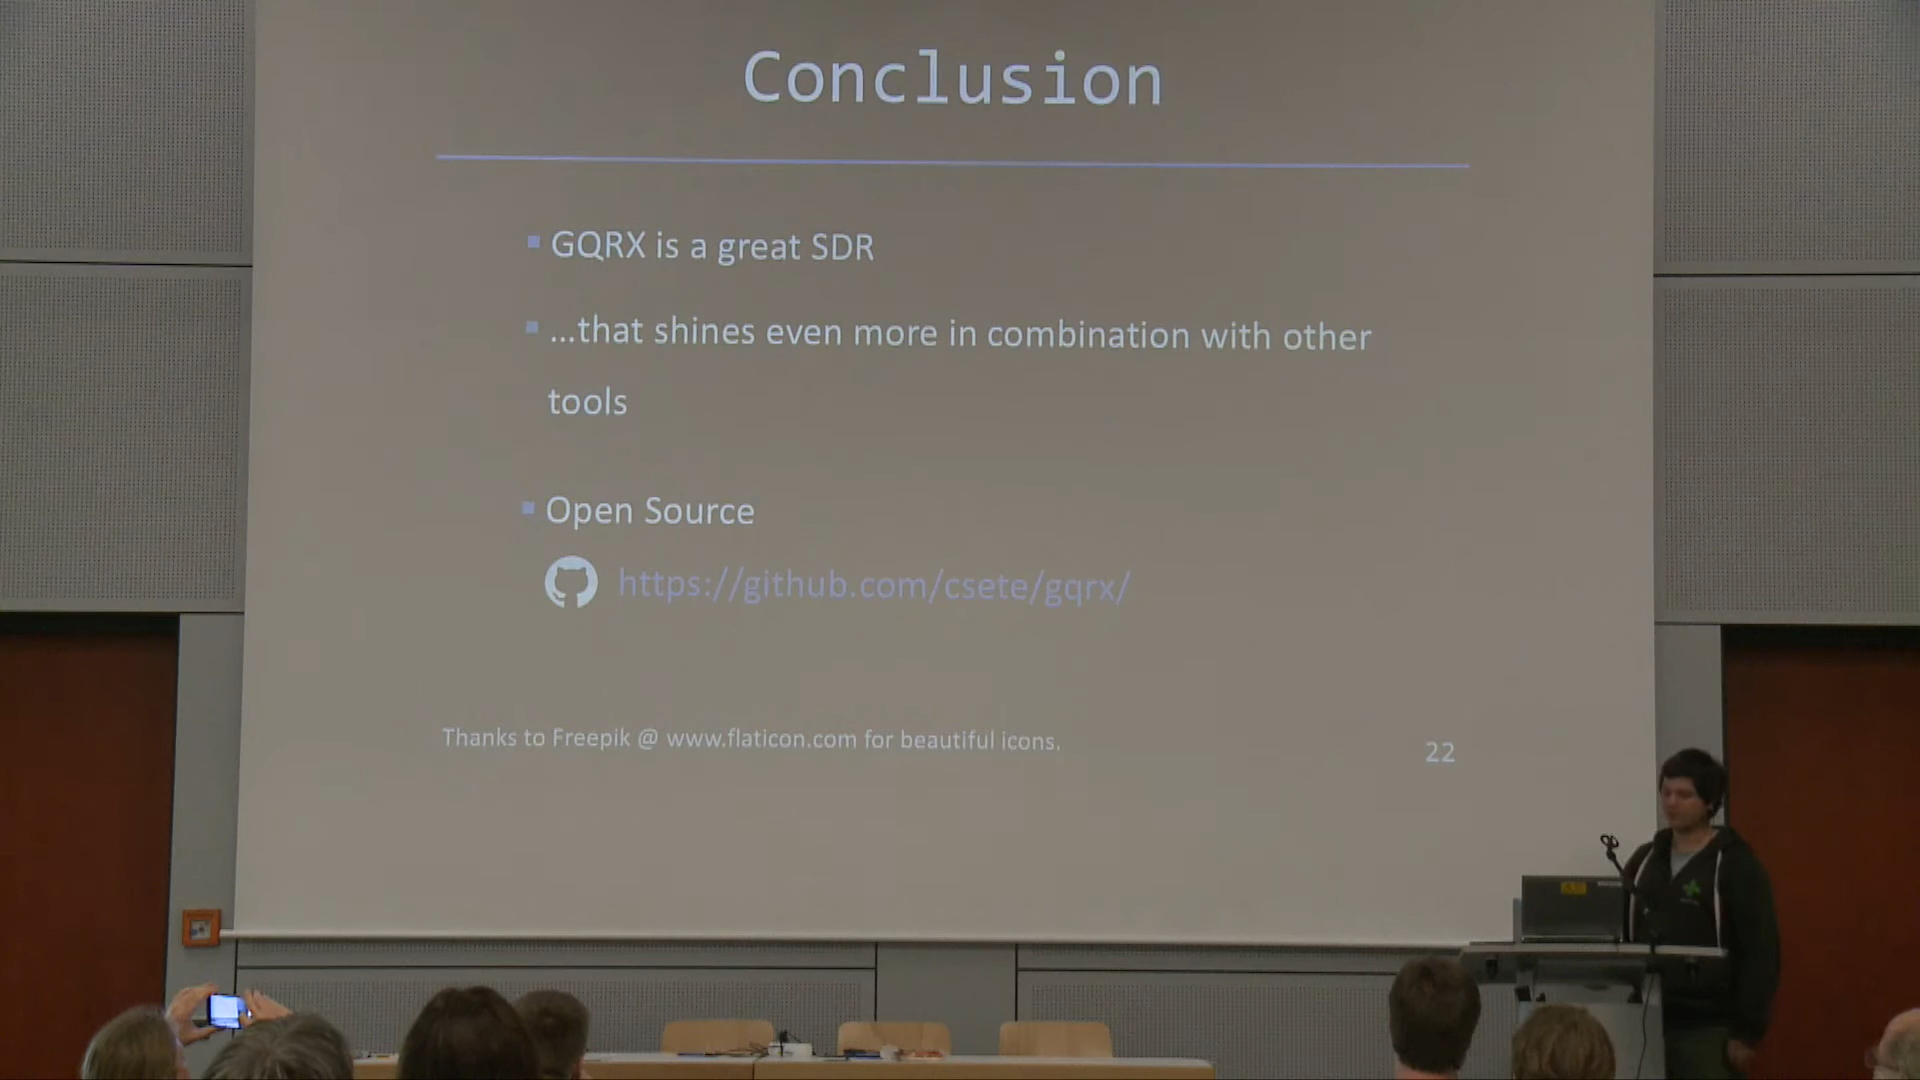 Conclusion
▪ GQRX is a great SDR
▪ …that shines even more in combination with other
tools
▪ Open Source
https://github.com/csete/gqrx/
Thanks to Freepik @ www.flaticon.com for beautiful icons.
22